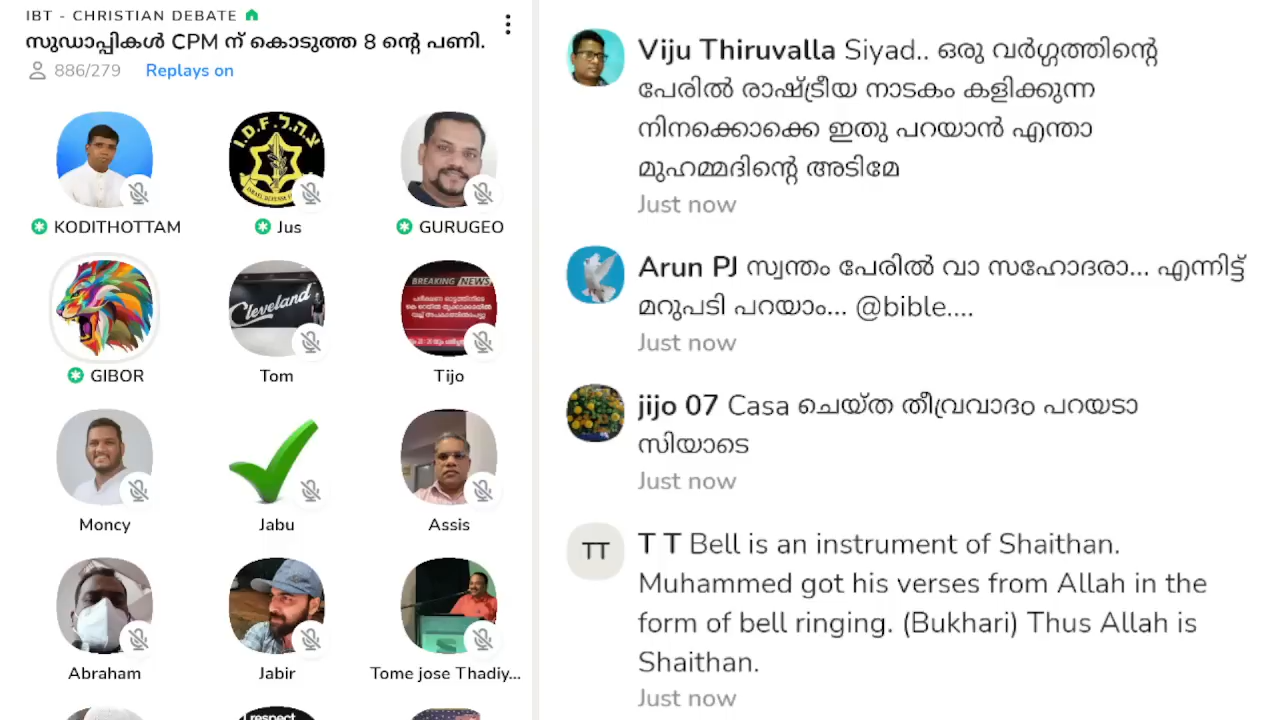 IBT - CHRISTIAN DEBATE
സുഡാപ്പികൾ CPM ന് കൊടുത്ത 8 ൻ്റെ പണി.
886/279 Replays on
I.D.F. צ.ה.ל.
KODITHOTTAM
Jus
GURUGEO
Cleveland
BREAKING NEWS
GIBOR
Tom
Tijo
Moncy
Jabu
Assis
Abraham
Jabir
Tome jose Thadiy...
I respect
Viju Thiruvalla Siyad.. ഒരു വർഗ്ഗത്തിൻ്റെ
പേരിൽ രാഷ്ട്രീയ നാടകം കളിക്കുന്ന
നിനക്കൊക്കെ ഇതു പറയാൻ എന്താ
മുഹമ്മദിൻ്റെ അടിമേ
Just now
Arun PJ സ്വന്തം പേരിൽ വാ സഹോദരാ... എന്നിട്ട്
മറുപടി പറയാം... @bible....
Just now
jijo 07 Casa ചെയ്ത തീവ്രവാദം പറയടാ
സിയാടെ
Just now
TT
T T Bell is an instrument of Shaithan.
Muhammed got his verses from Allah in the
form of bell ringing. (Bukhari) Thus Allah is
Shaithan.
Just now